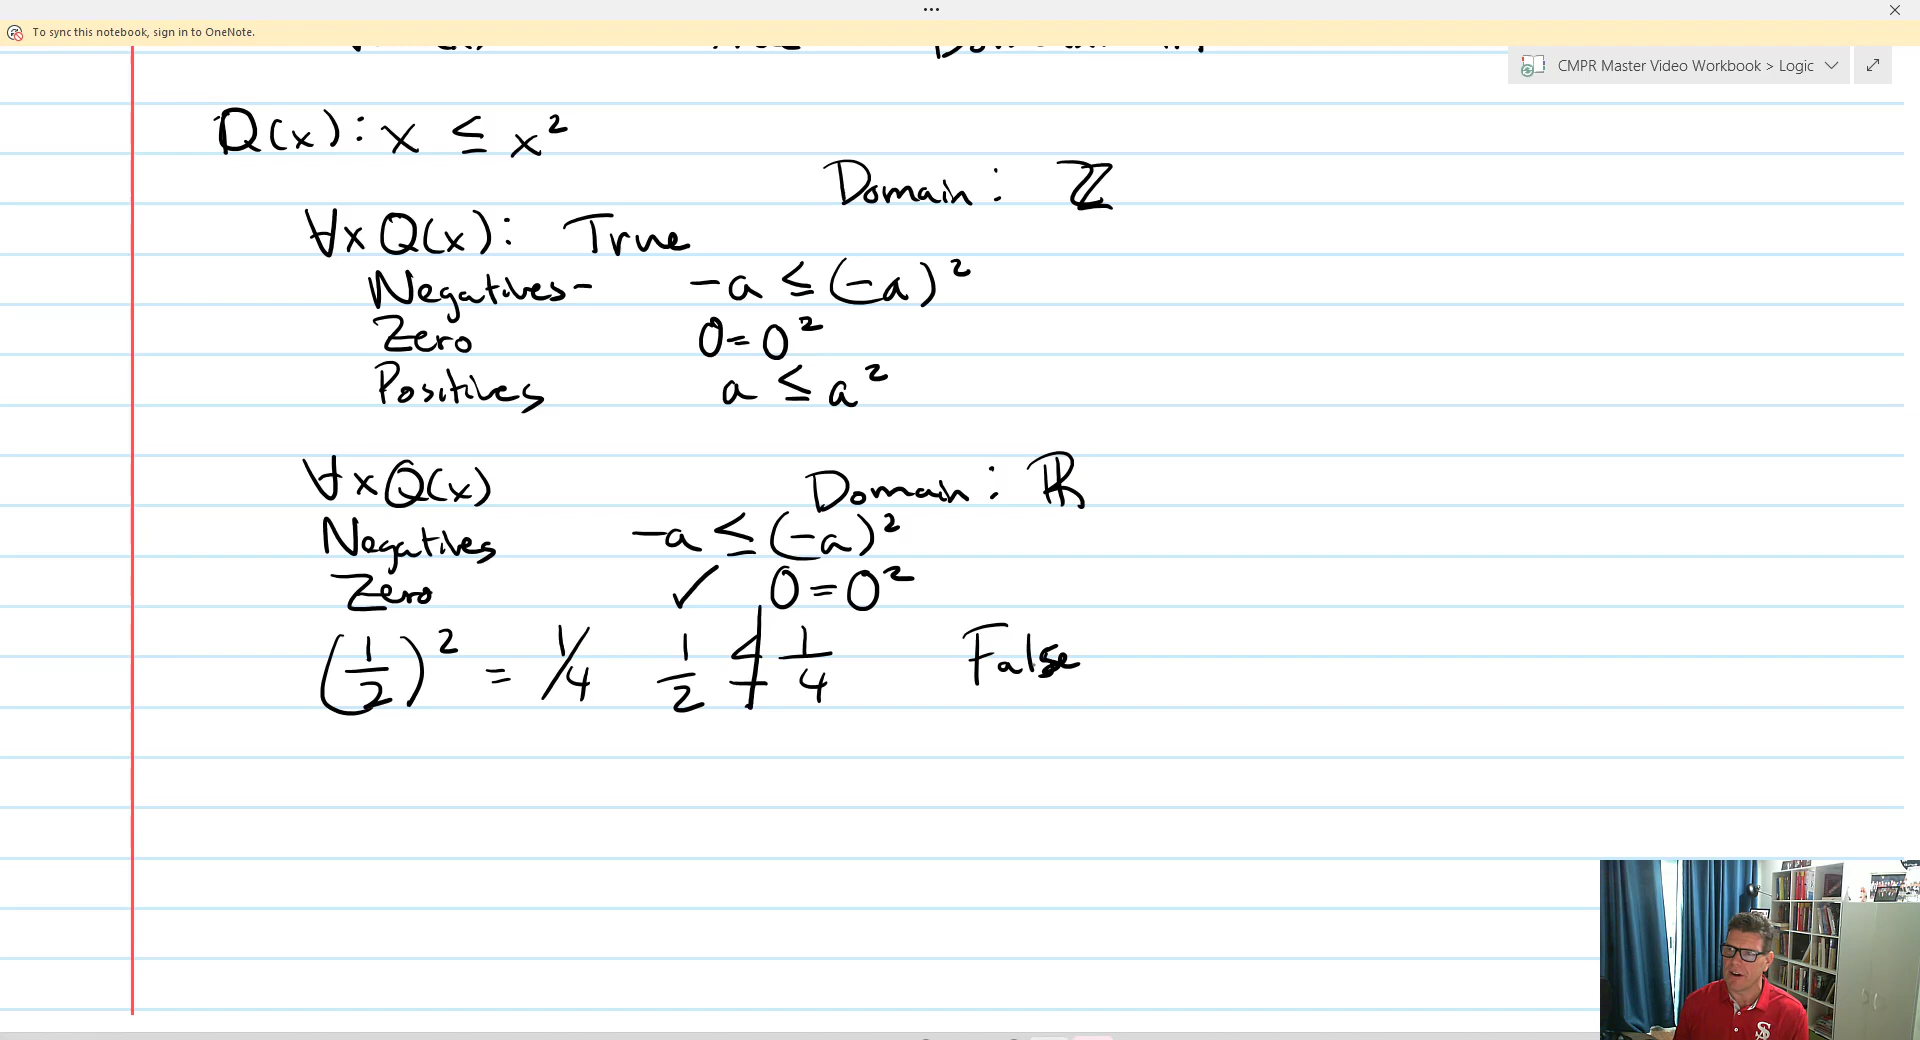 To sync this notebook, sign in to OneNote.
CMPR Master Video Workbook > Logic
Q(x): x ≤ x²
Domain: ℤ
∀x Q(x): True
Negatives- -a ≤ (-a)²
Zero 0=0²
Positives a ≤ a²
∀x Q(x) Domain: ℝ
Negatives -a ≤ (-a)²
Zero ✓ 0=0²
(1/2)² = 1/4 1/2 ≰ 1/4 False